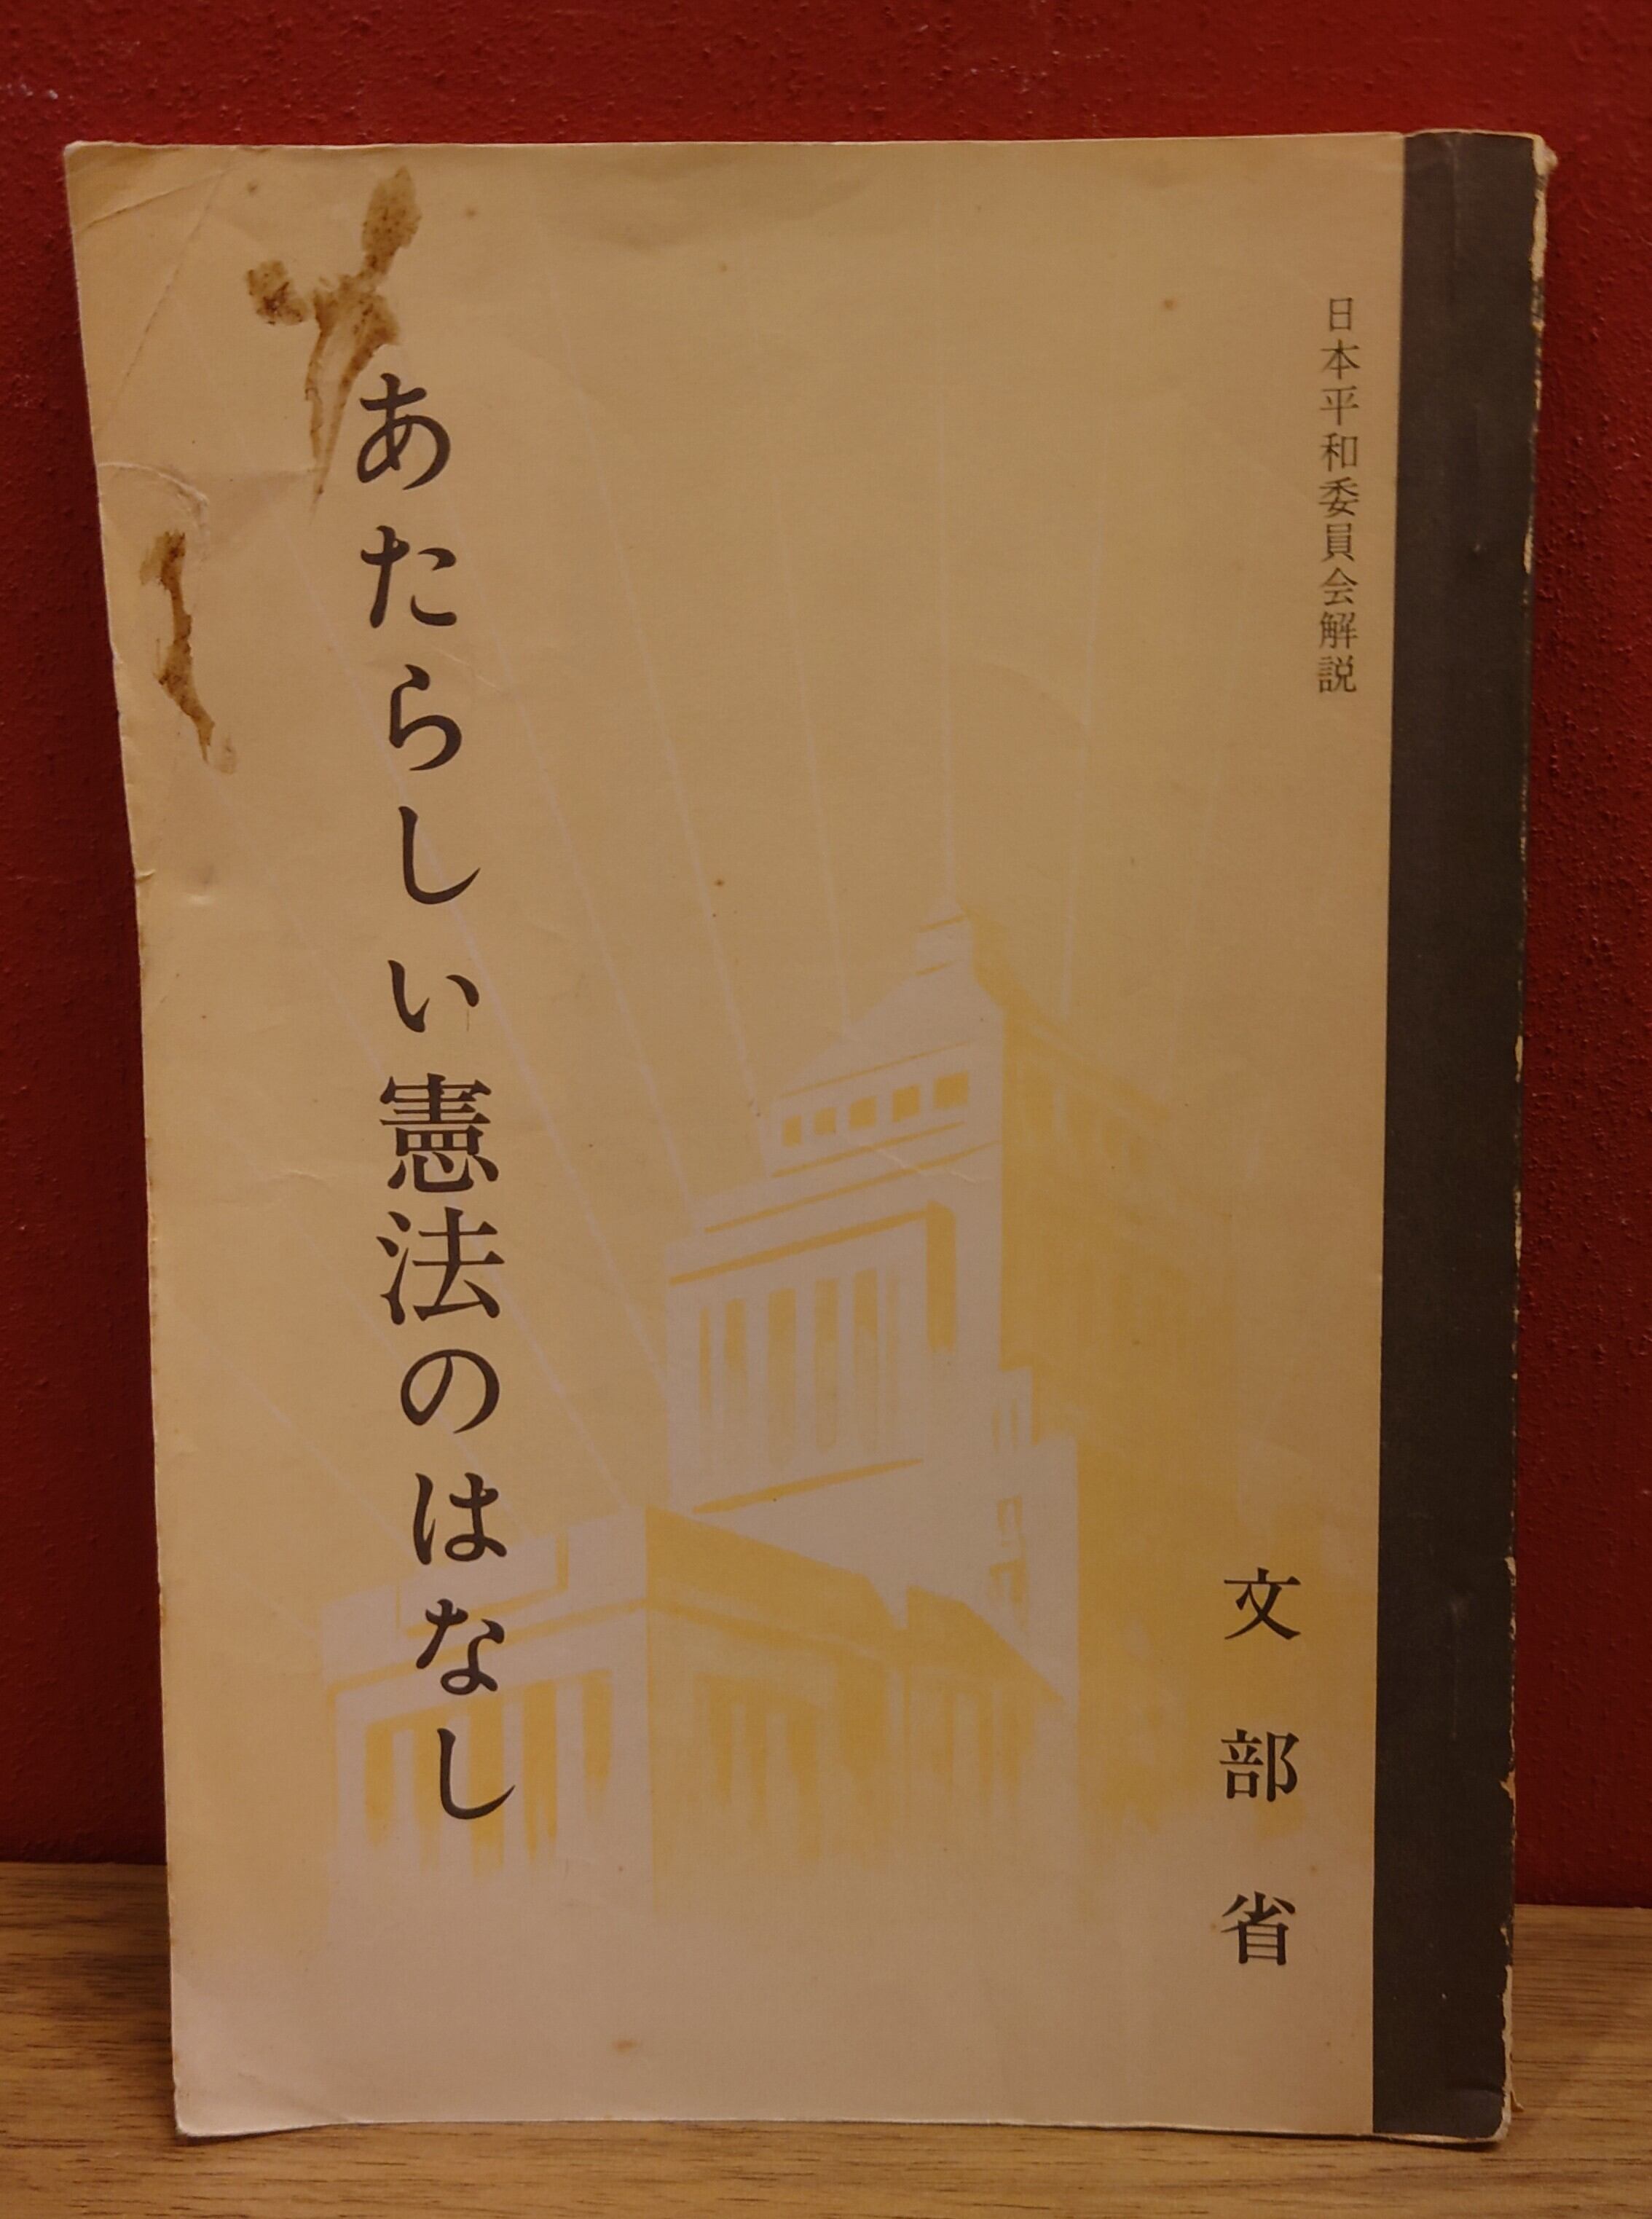 日本平和委員会解説
文部省
あたらしい憲法のはなし